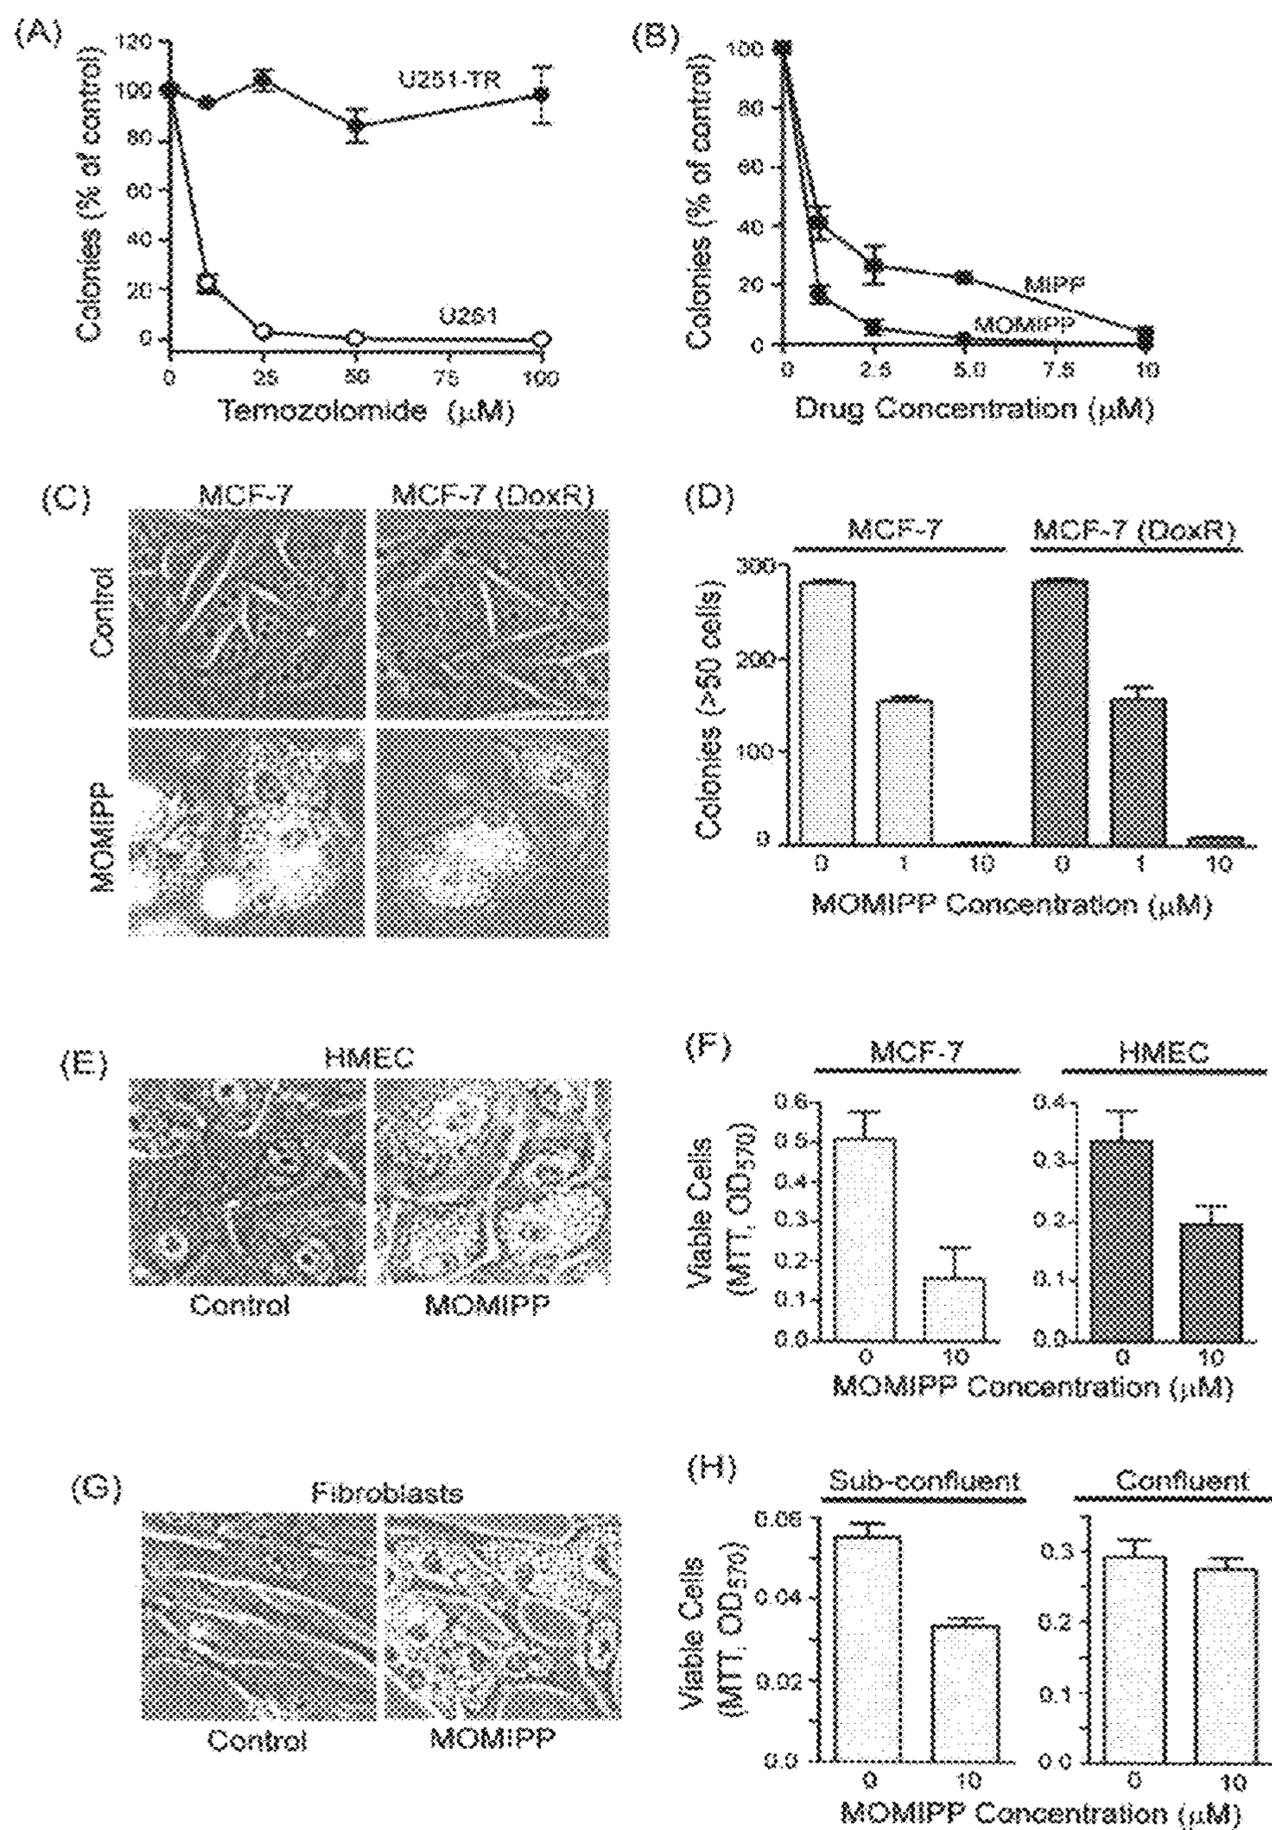 (A)
120
100
80
60
40
20
0
Colonies (% of control)
U251-TR
U251
0 25 50 75 100
Temozolomide (μM)
(B)
100
80
60
40
20
0
Colonies (% of control)
MIPP
MOMIPP
0 2.5 5.0 7.5 10
Drug Concentration (μM)
(C)
MCF-7 MCF-7 (DoxR)
Control
MOMIPP
(D)
MCF-7 MCF-7 (DoxR)
300
200
100
0
Colonies (>50 cells)
0 1 10 0 1 10
MOMIPP Concentration (μM)
(E)
HMEC
Control MOMIPP
(F)
MCF-7 HMEC
Viable Cells
(MTT, OD570)
0.6
0.5
0.4
0.3
0.2
0.1
0.0
0.4
0.3
0.2
0.1
0.0
0 10 0 10
MOMIPP Concentration (μM)
(G)
Fibroblasts
Control MOMIPP
(H)
Sub-confluent Confluent
Viable Cells
(MTT, OD570)
0.06
0.04
0.02
0.0
0.3
0.2
0.1
0.0
0 10 0 10
MOMIPP Concentration (μM)